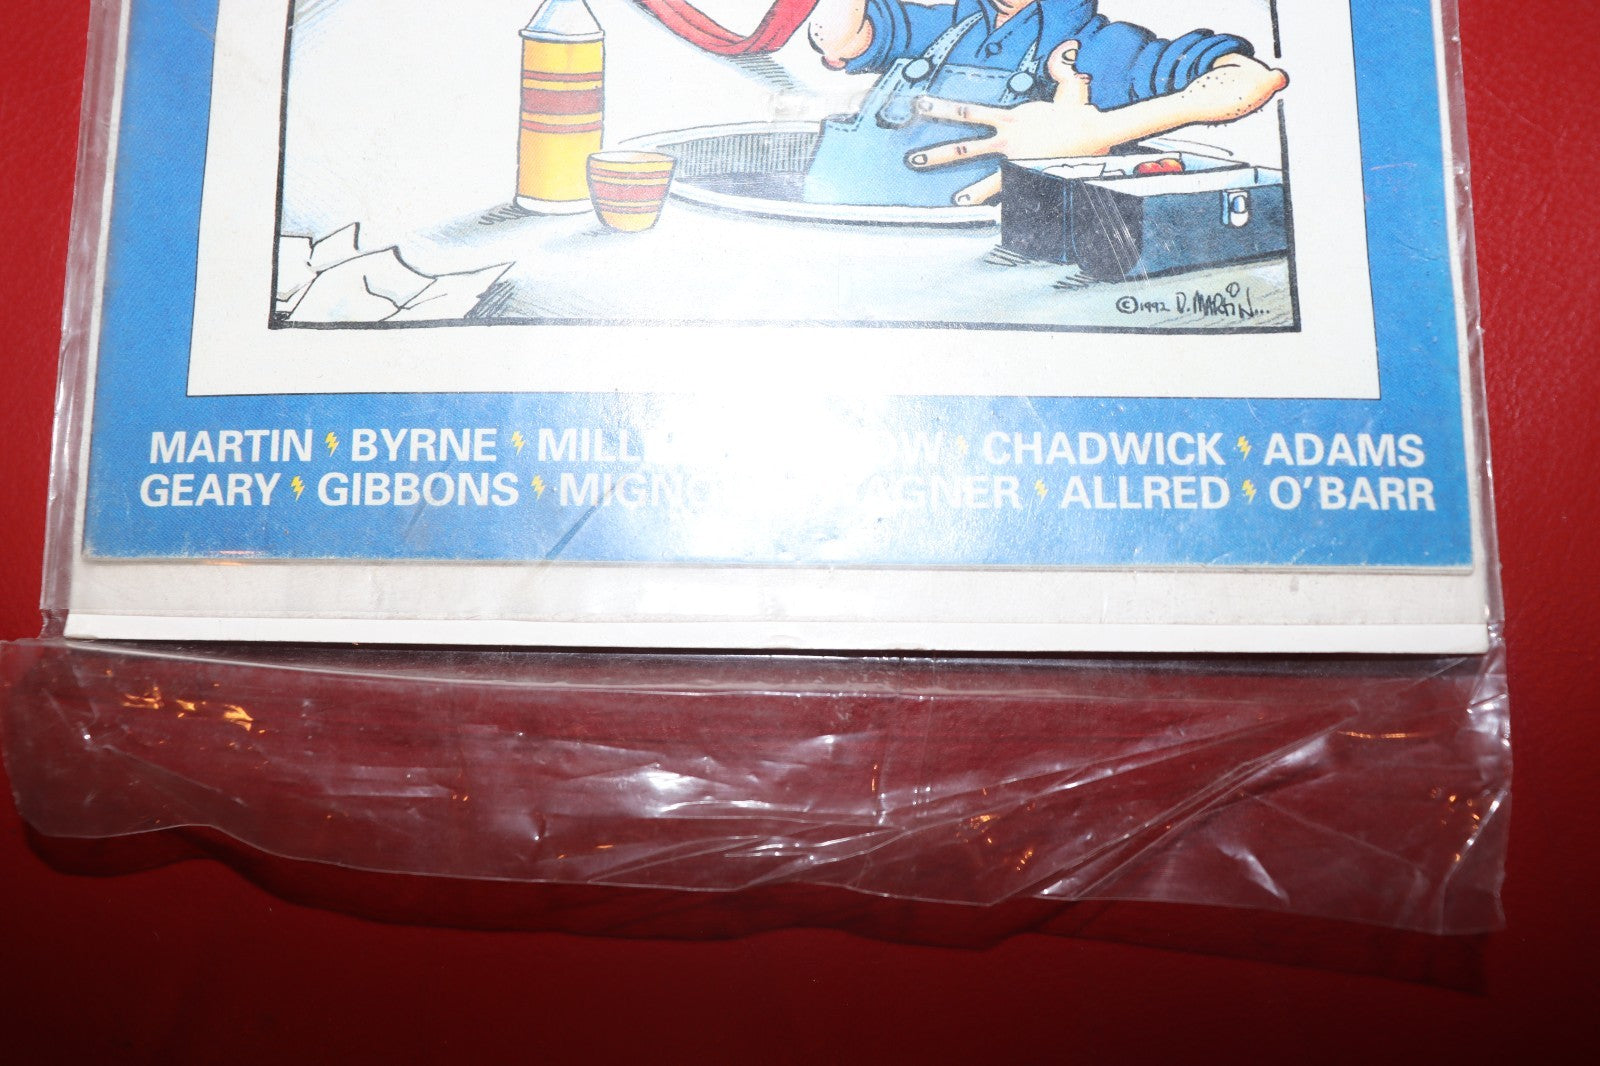 ©1992 D. MARTIN...
MARTIN BYRNE CHADWICK ADAMS
GEARY GIBBONS ALLRED O'BARR